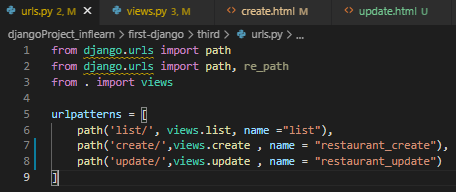 urls.py 2, M
views.py 3, M
create.html M
update.html U
djangoProject_inflearn > first-django > third > urls.py > ...
1 from django.urls import path
2 from django.urls import path, re_path
3 from . import views
4
5 urlpatterns = [
6 path('list/', views.list, name ="list"),
7 path('create/',views.create , name = "restaurant_create"),
8 path('update/',views.update , name = "restaurant_update")
9 ]